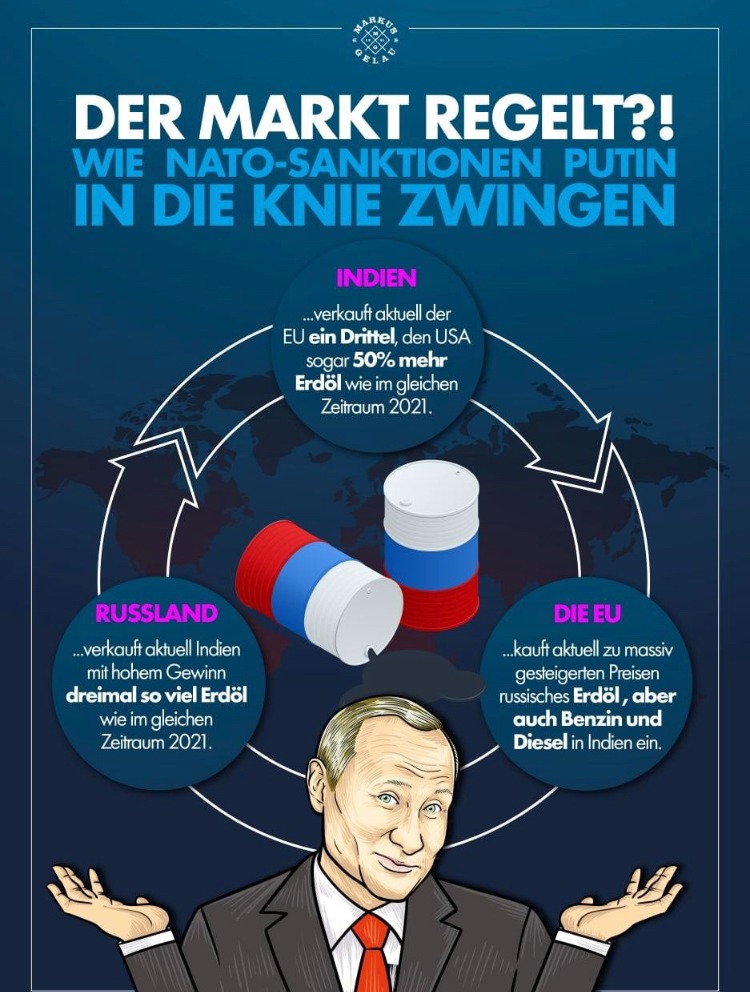 MARKUS
M
G
GELAU
DER MARKT REGELT?!
WIE NATO-SANKTIONEN PUTIN
IN DIE KNIE ZWINGEN
INDIEN
...verkauft aktuell der
EU ein Drittel, den USA
sogar 50% mehr
Erdöl wie im gleichen
Zeitraum 2021.
RUSSLAND
...verkauft aktuell Indien
mit hohem Gewinn
dreimal so viel Erdöl
wie im gleichen
Zeitraum 2021.
DIE EU
...kauft aktuell zu massiv
gesteigerten Preisen
russisches Erdöl , aber
auch Benzin und
Diesel in Indien ein.